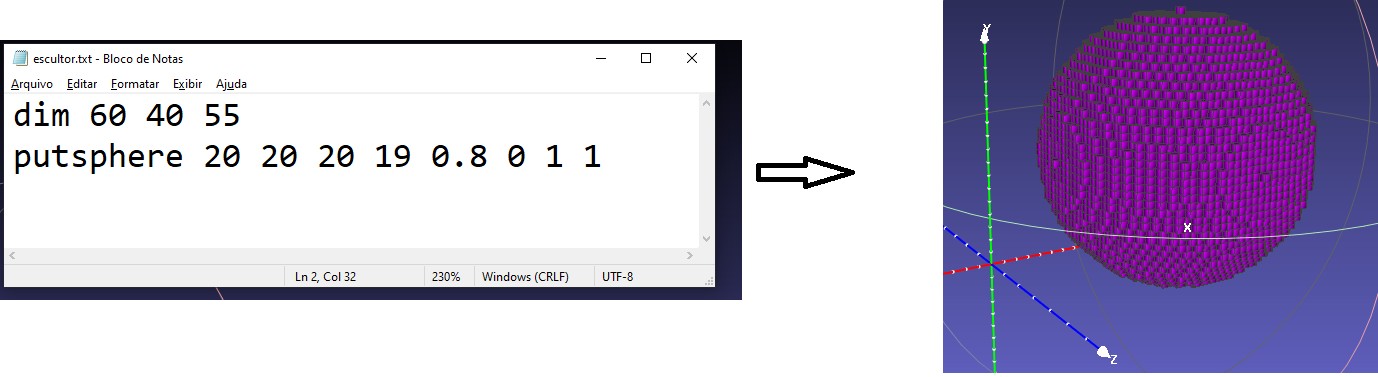 escultor.txt - Bloco de Notas
Arquivo Editar Formatar Exibir Ajuda
dim 60 40 55
putsphere 20 20 20 19 0.8 0 1 1
Ln 2, Col 32 230% Windows (CRLF) UTF-8
Y
X
Z